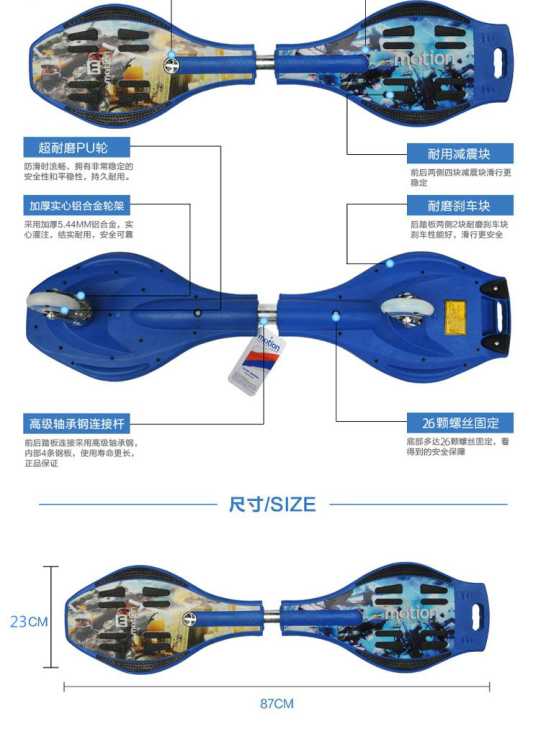 motion
motion
超耐磨PU轮
防滑时流畅、拥有非常稳定的
安全性和平稳性，持久耐用。
耐用减震块
前后两侧四块减震块滑行更
稳定
加厚实心铝合金轮架
采用加厚5.44MM铝合金，实
心灌注，结实耐用，安全可靠
耐磨刹车块
后踏板两侧2块耐磨刹车块
刹车性能好，滑行更安全
motion
高级轴承钢连接杆
前后踏板连接采用高级轴承钢，
内部4条钢板，使用寿命更长，
正品保证
26颗螺丝固定
底部多达26颗螺丝固定，看
得到的安全保障
尺寸/SIZE
motion
motion
23CM
87CM